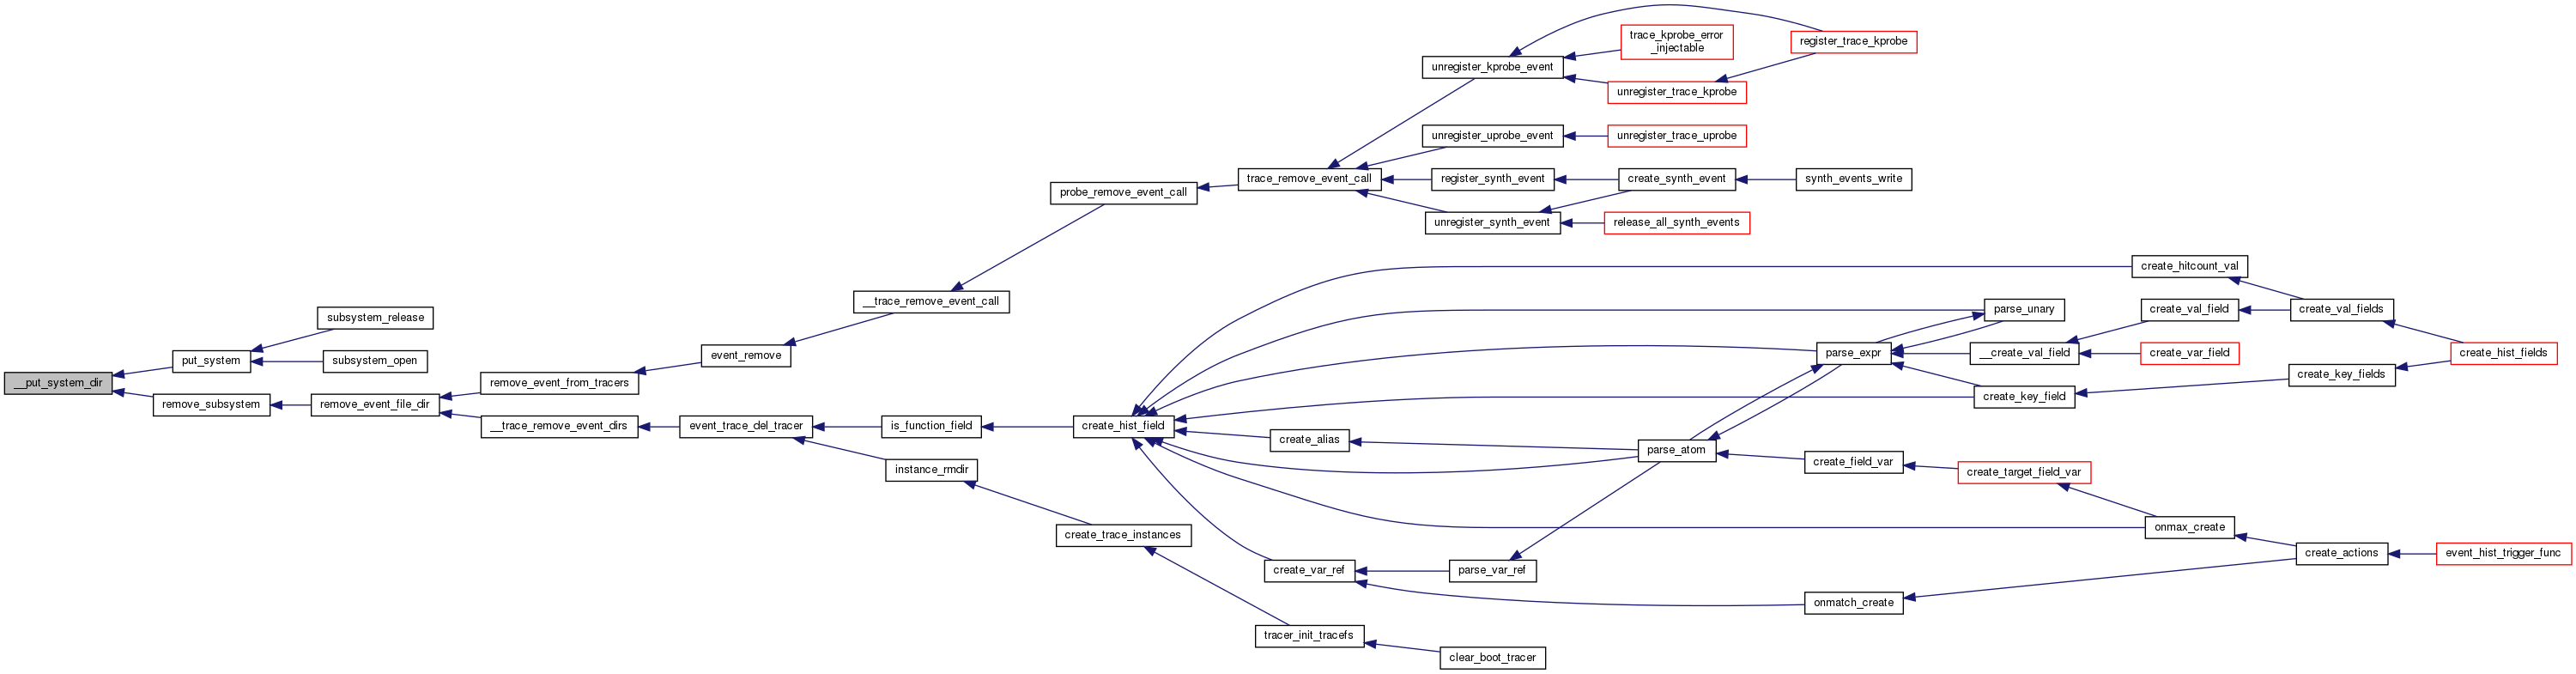 __put_system_dir
put_system
subsystem_release
subsystem_open
remove_subsystem
remove_event_file_dir
remove_event_from_tracers
event_remove
__trace_remove_event_call
probe_remove_event_call
trace_remove_event_call
unregister_kprobe_event
trace_kprobe_error
_injectable
register_trace_kprobe
unregister_trace_kprobe
unregister_uprobe_event
unregister_trace_uprobe
register_synth_event
create_synth_event
synth_events_write
unregister_synth_event
release_all_synth_events
__trace_remove_event_dirs
event_trace_del_tracer
is_function_field
create_hist_field
create_hitcount_val
create_val_fields
create_hist_fields
parse_unary
parse_expr
__create_val_field
create_val_field
create_var_field
create_key_field
create_key_fields
create_alias
parse_atom
create_field_var
create_target_field_var
onmax_create
create_actions
event_hist_trigger_func
create_var_ref
parse_var_ref
onmatch_create
instance_rmdir
create_trace_instances
tracer_init_tracefs
clear_boot_tracer